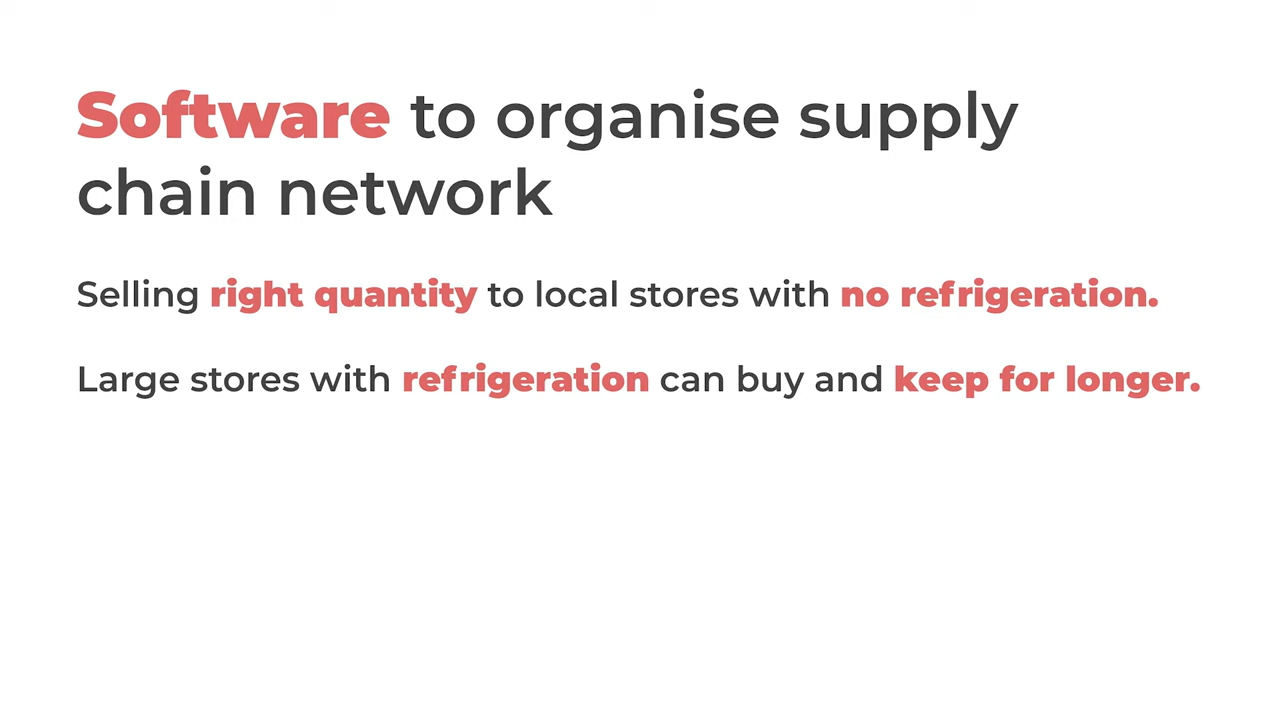 Software to organise supply
chain network
Selling right quantity to local stores with no refrigeration.
Large stores with refrigeration can buy and keep for longer.